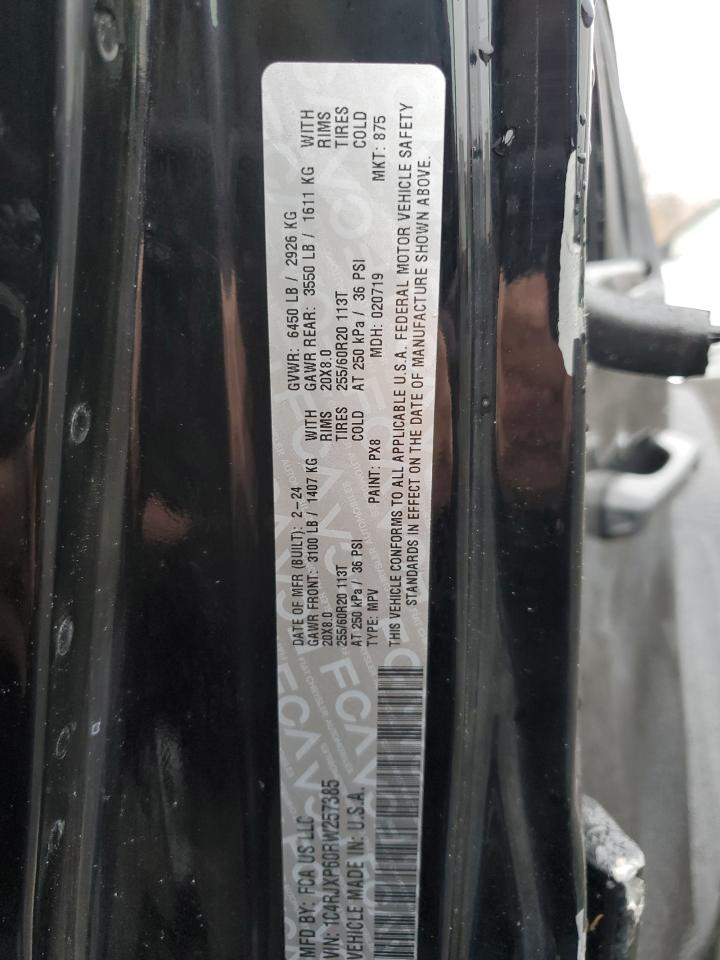 MFD BY: FCA US LLC
DATE OF MFR (BUILT): 2-24
GVWR: 6450 LB / 2926 KG
GAWR FRONT: 3100 LB / 1407 KG WITH
GAWR REAR: 3550 LB / 1611 KG WITH
20X8.0 RIMS
20X8.0 RIMS
255/60R20 113T TIRES
255/60R20 113T TIRES
AT 250 kPa / 36 PSI COLD
AT 250 kPa / 36 PSI COLD
VIN: 1C4RJXP60RW257385
TYPE: MPV
PAINT: PX8
MDH: 020719
MKT: 875
VEHICLE MADE IN: U.S.A.
THIS VEHICLE CONFORMS TO ALL APPLICABLE U.S.A. FEDERAL MOTOR VEHICLE SAFETY
STANDARDS IN EFFECT ON THE DATE OF MANUFACTURE SHOWN ABOVE.